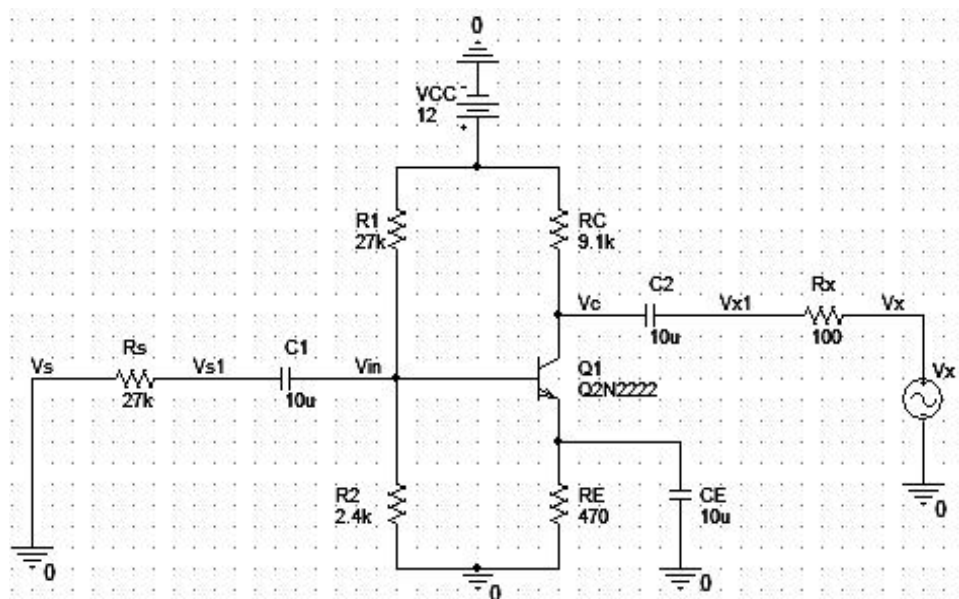 0
VCC
12
R1
27k
RC
9.1k
C2
10u
Rx
100
Vc
Vx1
Vx
Rs
27k
C1
10u
Vs
Vs1
Vin
Q1
Q2N2222
Vx
R2
2.4k
RE
470
CE
10u
0
0
0
0